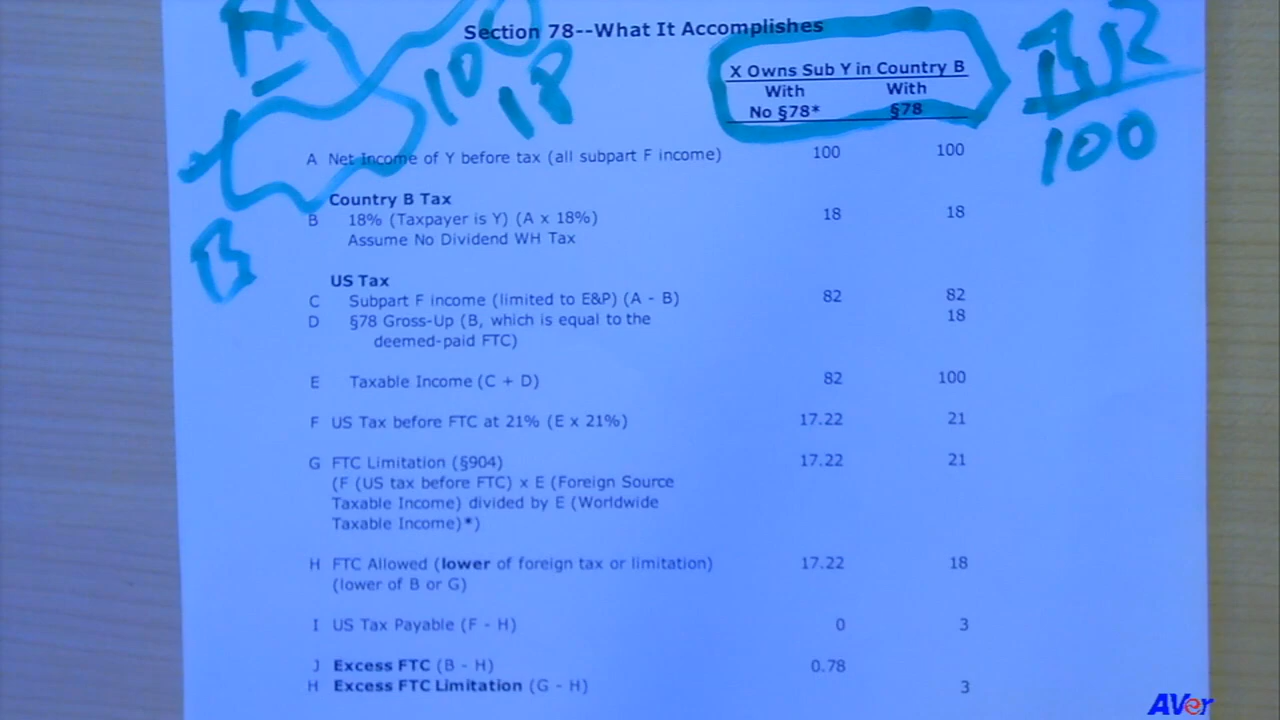 Section 78--What It Accomplishes
X Owns Sub Y in Country B
With With
No §78* §78
100
18
100
A Net Income of Y before tax (all subpart F income) 100 100
Country B Tax
B 18% (Taxpayer is Y) (A x 18%) 18 18
Assume No Dividend WH Tax
B
US Tax
C Subpart F income (limited to E&P) (A - B) 82 82
D §78 Gross-Up (B, which is equal to the 18
deemed-paid FTC)
E Taxable Income (C + D) 82 100
F US Tax before FTC at 21% (E x 21%) 17.22 21
G FTC Limitation (§904) 17.22 21
(F (US tax before FTC) x E (Foreign Source
Taxable Income) divided by E (Worldwide
Taxable Income)*)
H FTC Allowed (lower of foreign tax or limitation) 17.22 18
(lower of B or G)
I US Tax Payable (F - H) 0 3
J Excess FTC (B - H) 0.78
H Excess FTC Limitation (G - H) 3
AVer